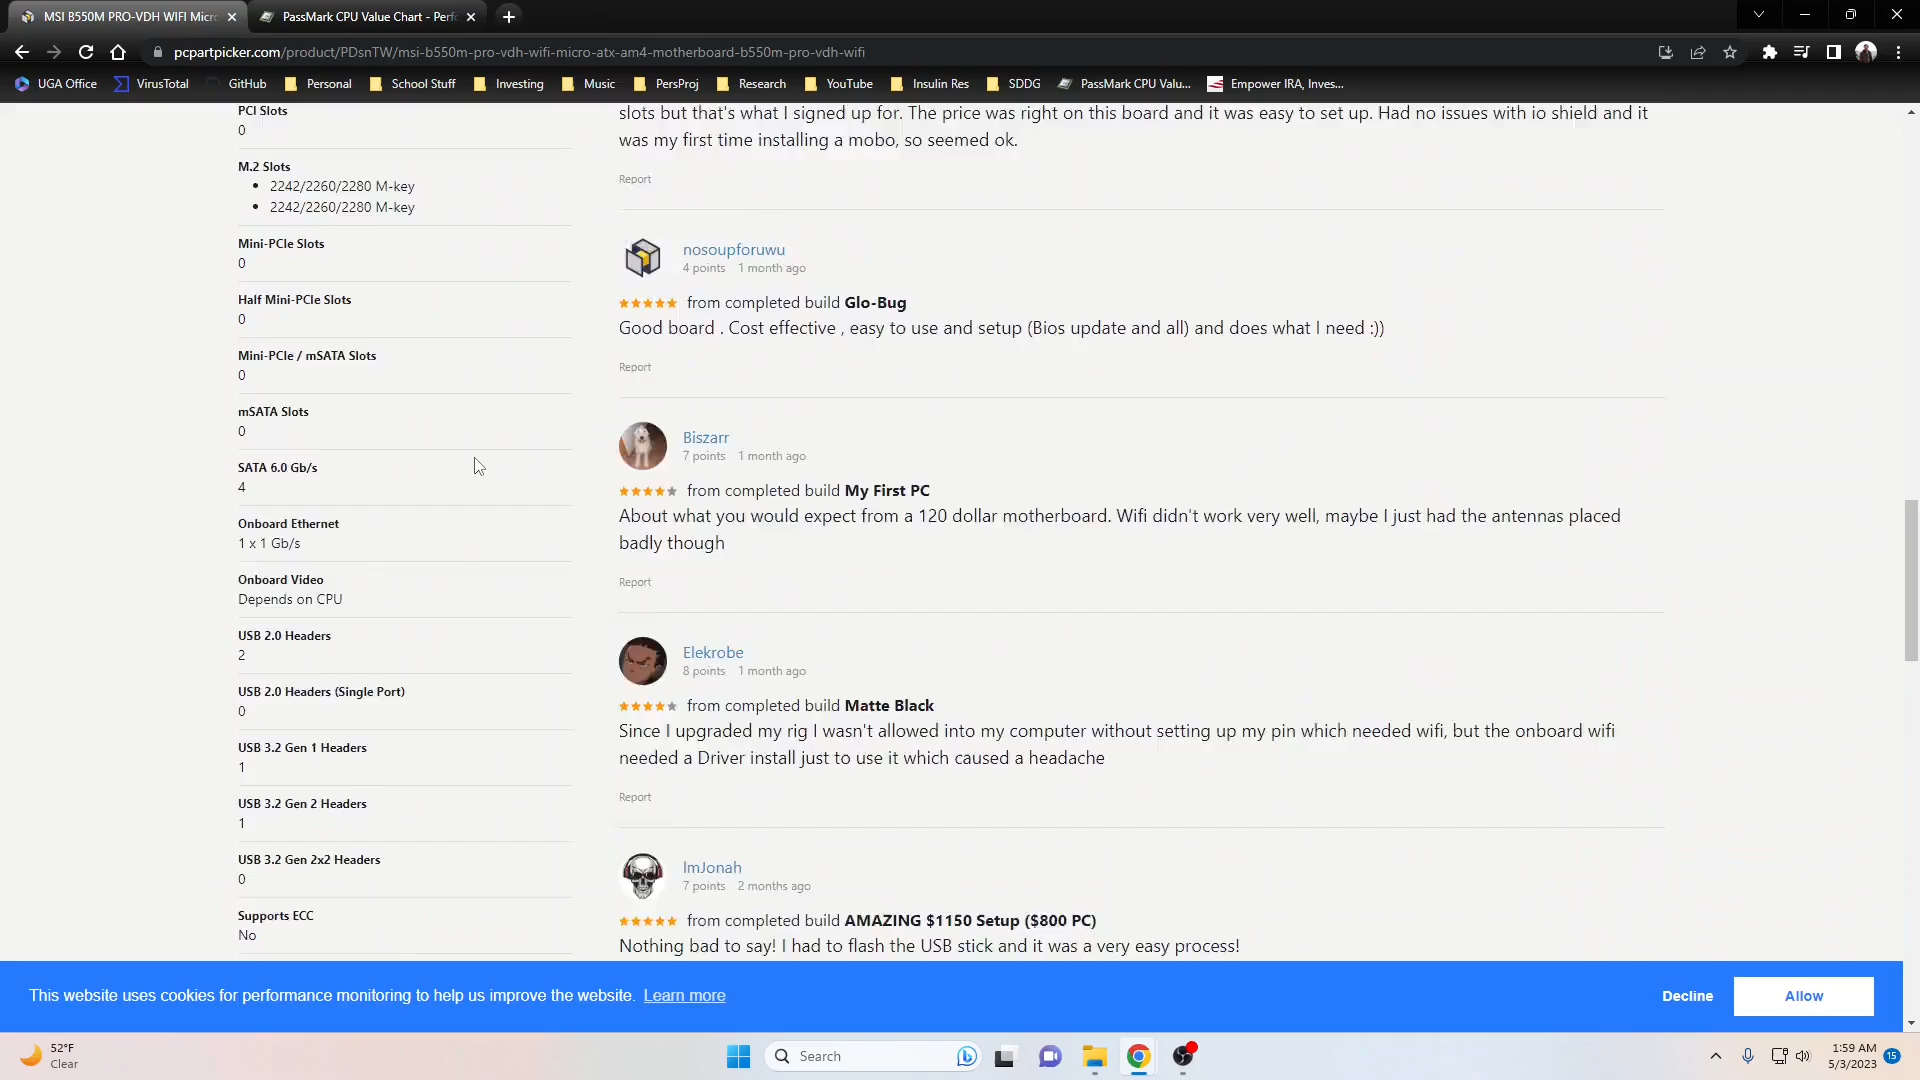 MSI B550M PRO-VDH WIFI Micro
PassMark CPU Value Chart - Perfo
pcpartpicker.com/product/PDsnTW/msi-b550m-pro-vdh-wifi-micro-atx-am4-motherboard-b550m-pro-vdh-wifi
UGA Office
VirusTotal
GitHub
Personal
School Stuff
Investing
Music
PersProj
Research
YouTube
Insulin Res
SDDG
PassMark CPU Valu...
Empower IRA, Inves...
PCI Slots
0
M.2 Slots
• 2242/2260/2280 M-key
• 2242/2260/2280 M-key
Mini-PCIe Slots
0
Half Mini-PCIe Slots
0
Mini-PCIe / mSATA Slots
0
mSATA Slots
0
SATA 6.0 Gb/s
4
Onboard Ethernet
1 x 1 Gb/s
Onboard Video
Depends on CPU
USB 2.0 Headers
2
USB 2.0 Headers (Single Port)
0
USB 3.2 Gen 1 Headers
1
USB 3.2 Gen 2 Headers
1
USB 3.2 Gen 2x2 Headers
0
Supports ECC
No
slots but that's what I signed up for. The price was right on this board and it was easy to set up. Had no issues with io shield and it
was my first time installing a mobo, so seemed ok.
Report
nosoupforuwu
4 points 1 month ago
from completed build Glo-Bug
Good board . Cost effective , easy to use and setup (Bios update and all) and does what I need :))
Report
Biszarr
7 points 1 month ago
from completed build My First PC
About what you would expect from a 120 dollar motherboard. Wifi didn't work very well, maybe I just had the antennas placed
badly though
Report
Elekrobe
8 points 1 month ago
from completed build Matte Black
Since I upgraded my rig I wasn't allowed into my computer without setting up my pin which needed wifi, but the onboard wifi
needed a Driver install just to use it which caused a headache
Report
ImJonah
7 points 2 months ago
from completed build AMAZING $1150 Setup ($800 PC)
Nothing bad to say! I had to flash the USB stick and it was a very easy process!
This website uses cookies for performance monitoring to help us improve the website. Learn more
Decline
Allow
52°F
Clear
Search
1:59 AM
5/3/2023
15